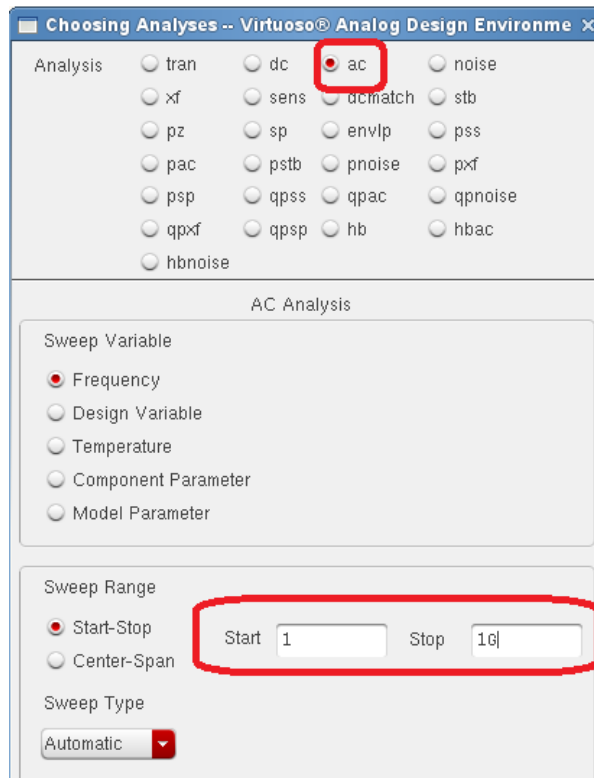 Choosing Analyses -- Virtuoso® Analog Design Environme
Analysis tran dc ac noise
xf sens dcmatch stb
pz sp envlp pss
pac pstb pnoise pxf
psp qpss qpac qpnoise
qpxf qpsp hb hbac
hbnoise
AC Analysis
Sweep Variable
Frequency
Design Variable
Temperature
Component Parameter
Model Parameter
Sweep Range
Start-Stop Start 1 Stop 1G
Center-Span
Sweep Type
Automatic